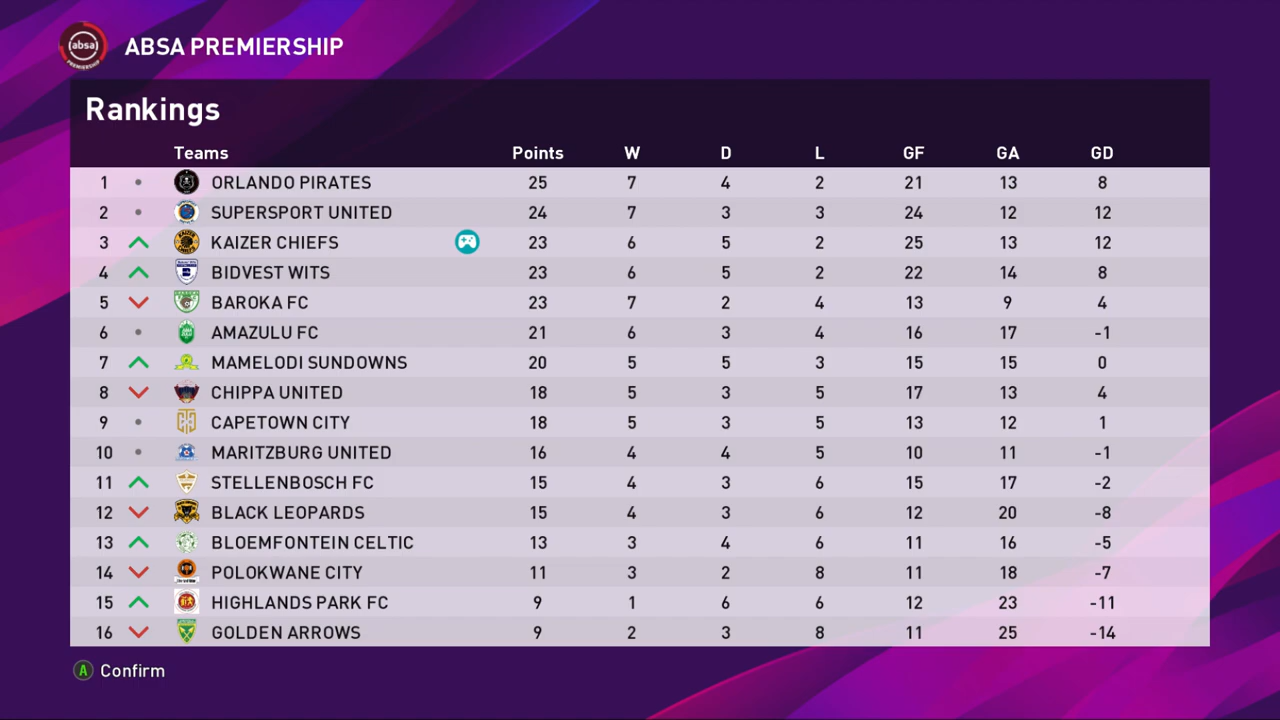 (absa)
PREMIERSHIP
ABSA PREMIERSHIP
Rankings
Teams Points W D L GF GA GD
1 ORLANDO PIRATES 25 7 4 2 21 13 8
2 SUPERSPORT UNITED 24 7 3 3 24 12 12
3 KAIZER CHIEFS 23 6 5 2 25 13 12
4 BIDVEST WITS 23 6 5 2 22 14 8
5 BAROKA FC 23 7 2 4 13 9 4
6 AMAZULU FC 21 6 3 4 16 17 -1
7 MAMELODI SUNDOWNS 20 5 5 3 15 15 0
8 CHIPPA UNITED 18 5 3 5 17 13 4
9 CAPETOWN CITY 18 5 3 5 13 12 1
10 MARITZBURG UNITED 16 4 4 5 10 11 -1
11 STELLENBOSCH FC 15 4 3 6 15 17 -2
12 BLACK LEOPARDS 15 4 3 6 12 20 -8
13 BLOEMFONTEIN CELTIC 13 3 4 6 11 16 -5
14 POLOKWANE CITY 11 3 2 8 11 18 -7
15 HIGHLANDS PARK FC 9 1 6 6 12 23 -11
16 GOLDEN ARROWS 9 2 3 8 11 25 -14
A Confirm